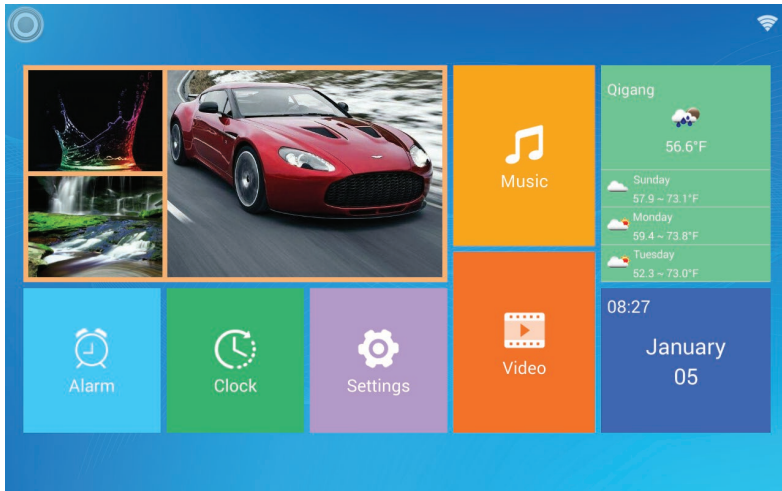 Music
Qigang
56.6°F
Sunday
57.9 ~ 73.1°F
Monday
59.4 ~ 73.8°F
Tuesday
52.3 ~ 73.0°F
Alarm
Clock
Settings
Video
08:27
January
05